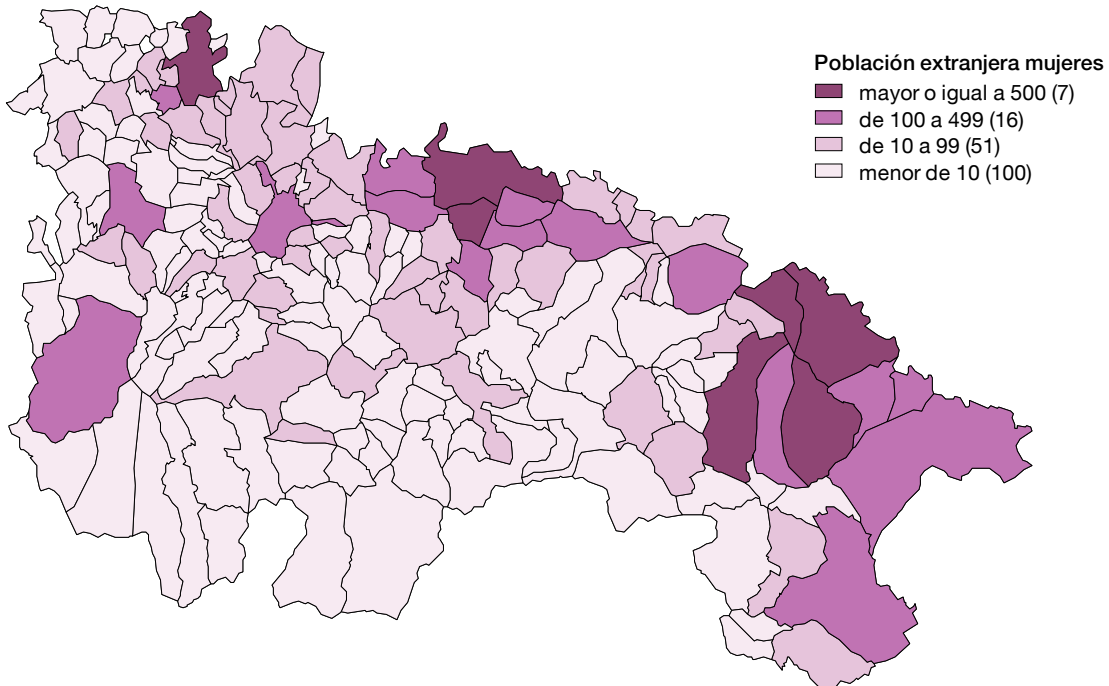 Población extranjera mujeres
mayor o igual a 500 (7)
de 100 a 499 (16)
de 10 a 99 (51)
menor de 10 (100)